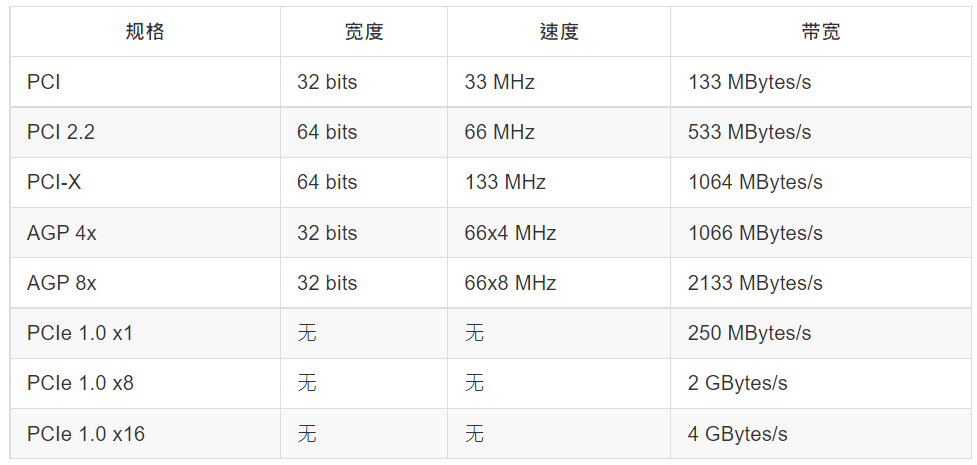 规格 宽度 速度 带宽
PCI 32 bits 33 MHz 133 MBytes/s
PCI 2.2 64 bits 66 MHz 533 MBytes/s
PCI-X 64 bits 133 MHz 1064 MBytes/s
AGP 4x 32 bits 66x4 MHz 1066 MBytes/s
AGP 8x 32 bits 66x8 MHz 2133 MBytes/s
PCIe 1.0 x1 无 无 250 MBytes/s
PCIe 1.0 x8 无 无 2 GBytes/s
PCIe 1.0 x16 无 无 4 GBytes/s